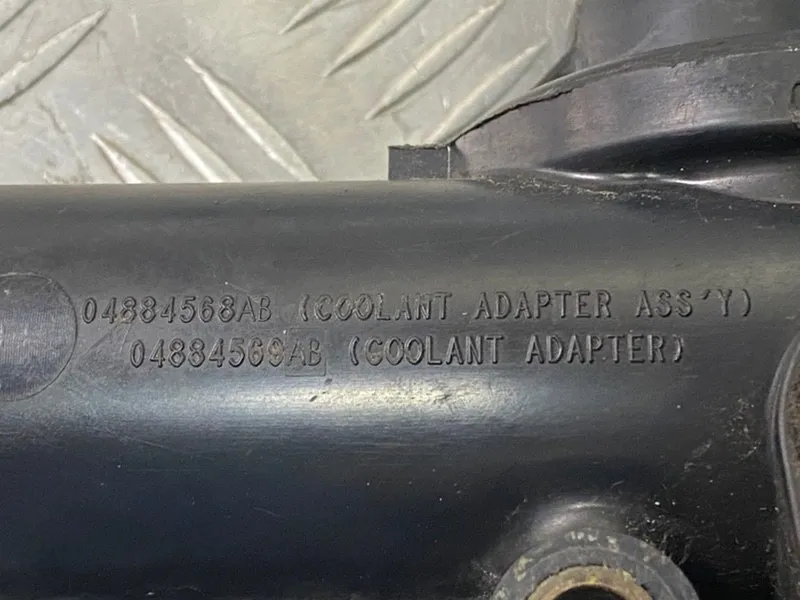 04884568AB (COOLANT ADAPTER ASS'Y)
04884569AB (COOLANT ADAPTER)